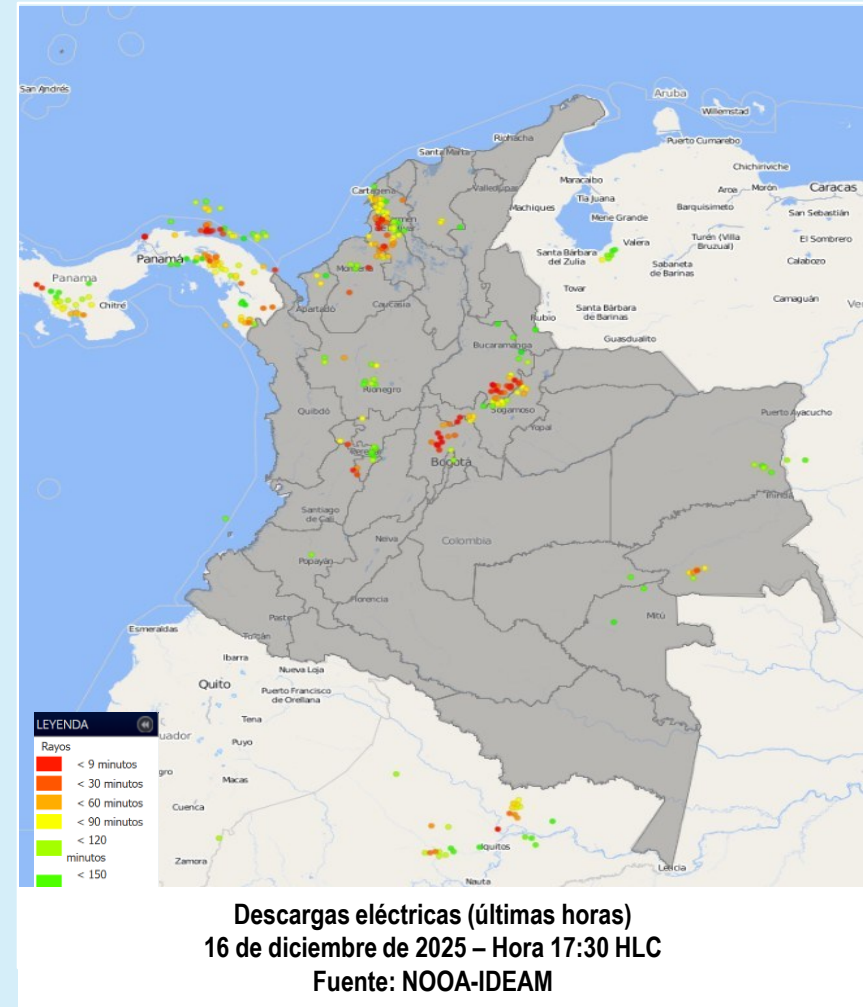 San Andrés
Aruba
Willemstad
Riohacha
Puerto Cumarebo
Santa Marta
Chichiriviche
Valledupar
Maracaibo
Cartagena
Tía Juana
Aroa
Morón
Caracas
Machiques
Mene Grande
Barquisimeto
San Sebastián
Valera
Turén (Villa
Bruzual)
El Sombrero
Panamá
Santa Bárbara
del Zulia
Sabaneta
de Barinas
Calabozo
Panama
Chitré
Tovar
Camaguán
Caucasia
Apartadó
Rubio
Santa Bárbara
de Barinas
Guasdualito
Bucaramanga
Rionegro
Quibdó
Sogamoso
Yopal
Puerto Ayacucho
Pereira
Bogotá
Santiago
de Cali
Neiva
Colombia
Popayán
Florencia
Mitú
Pasto
Esmeraldas
Tulcán
Ibarra
Nueva Loja
Quito
Puerto Francisco
de Orellana
Tena
Puyo
Macas
Cuenca
Zamora
Iquitos
Nauta
Leticia
LEYENDA
Rayos
< 9 minutos
< 30 minutos
< 60 minutos
< 90 minutos
< 120
minutos
< 150
Descargas eléctricas (últimas horas)
16 de diciembre de 2025 – Hora 17:30 HLC
Fuente: NOOA-IDEAM